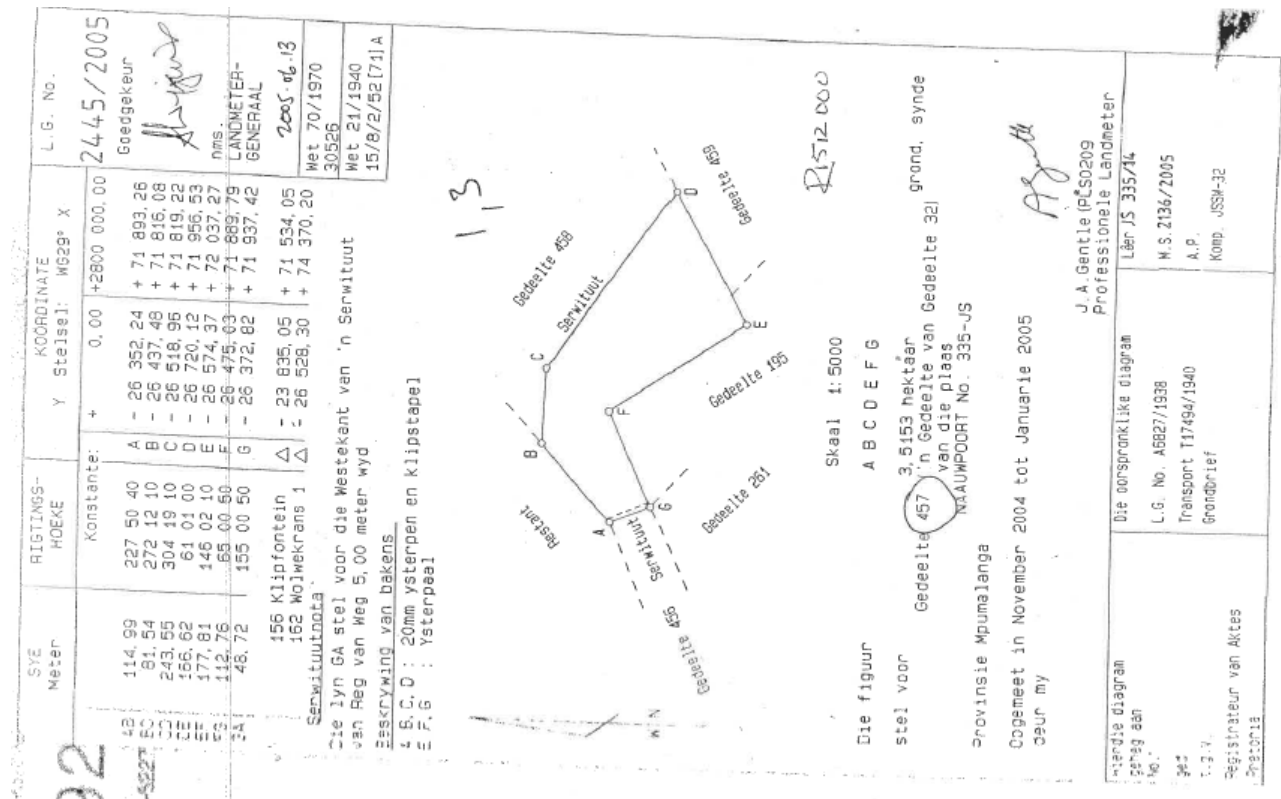 SYE
Meter
RIGTINGS-
HOEKE
KOORDINATE
Y Stelsel: WG29° X
L.G. No.
2445/2005
Goedgekeur
nms.
LANDMETER-
GENERAAL
2005-06-13
Wet 70/1970
30526
Wet 21/1940
15/8/2/52[71]A
Konstante: + 0,00 +2800 000,00
AB 114,99 227 50 40 A - 26 352,24 + 71 893,26
BC 81,54 272 12 10 B - 26 437,48 + 71 816,08
CD 243,55 304 19 10 C - 26 518,96 + 71 819,22
DE 166,62 61 01 00 D - 26 720,12 + 71 956,53
EF 177,81 146 02 10 E - 26 574,37 + 72 037,27
FG 112,76 65 00 50 F - 26 475,03 + 71 889,79
GA 48,72 155 00 50 G - 26 372,82 + 71 937,42
156 Klipfontein △ - 23 835,05 + 71 534,05
162 Wolwekrans 1 △ - 26 528,30 + 74 370,20
Serwituutnota
Die lyn GA stel voor die Westekant van 'n Serwituut
van Reg van Weg 5,00 meter wyd
Beskrywing van bakens
A B.C.D : 20mm ysterpen en klipstapel
E F.G : Ysterpaal
1,3
Restant
B
C
Gedeelte 458
Serwituut
D
Gedeelte 459
A
G
F
E
Gedeelte 456
Serwituut
Gedeelte 261
Gedeelte 195
N
Skaal 1:5000
R1512 000
Die figuur A B C D E F G
stel voor 3,5153 hektaar grond, synde
Gedeelte 457 'n Gedeelte van Gedeelte 32)
van die plaas
NAAUWPOORT No. 335-JS
Provinsie Mpumalanga
Opgemeet in November 2004 tot Januarie 2005
deur my
J.A.Gentle (PLS0209
Professionele Landmeter
Hierdie diagram
geheg aan
No.
ged
t.g.v.
Registrateur van Aktes
Pretoria
Die oorspronklike diagram
L.G. No. A6827/1938
Transport T17494/1940
Grondbrief
Lêer JS 335/14
M.S.2136/2005
A.P.
Komp. JSSW-32